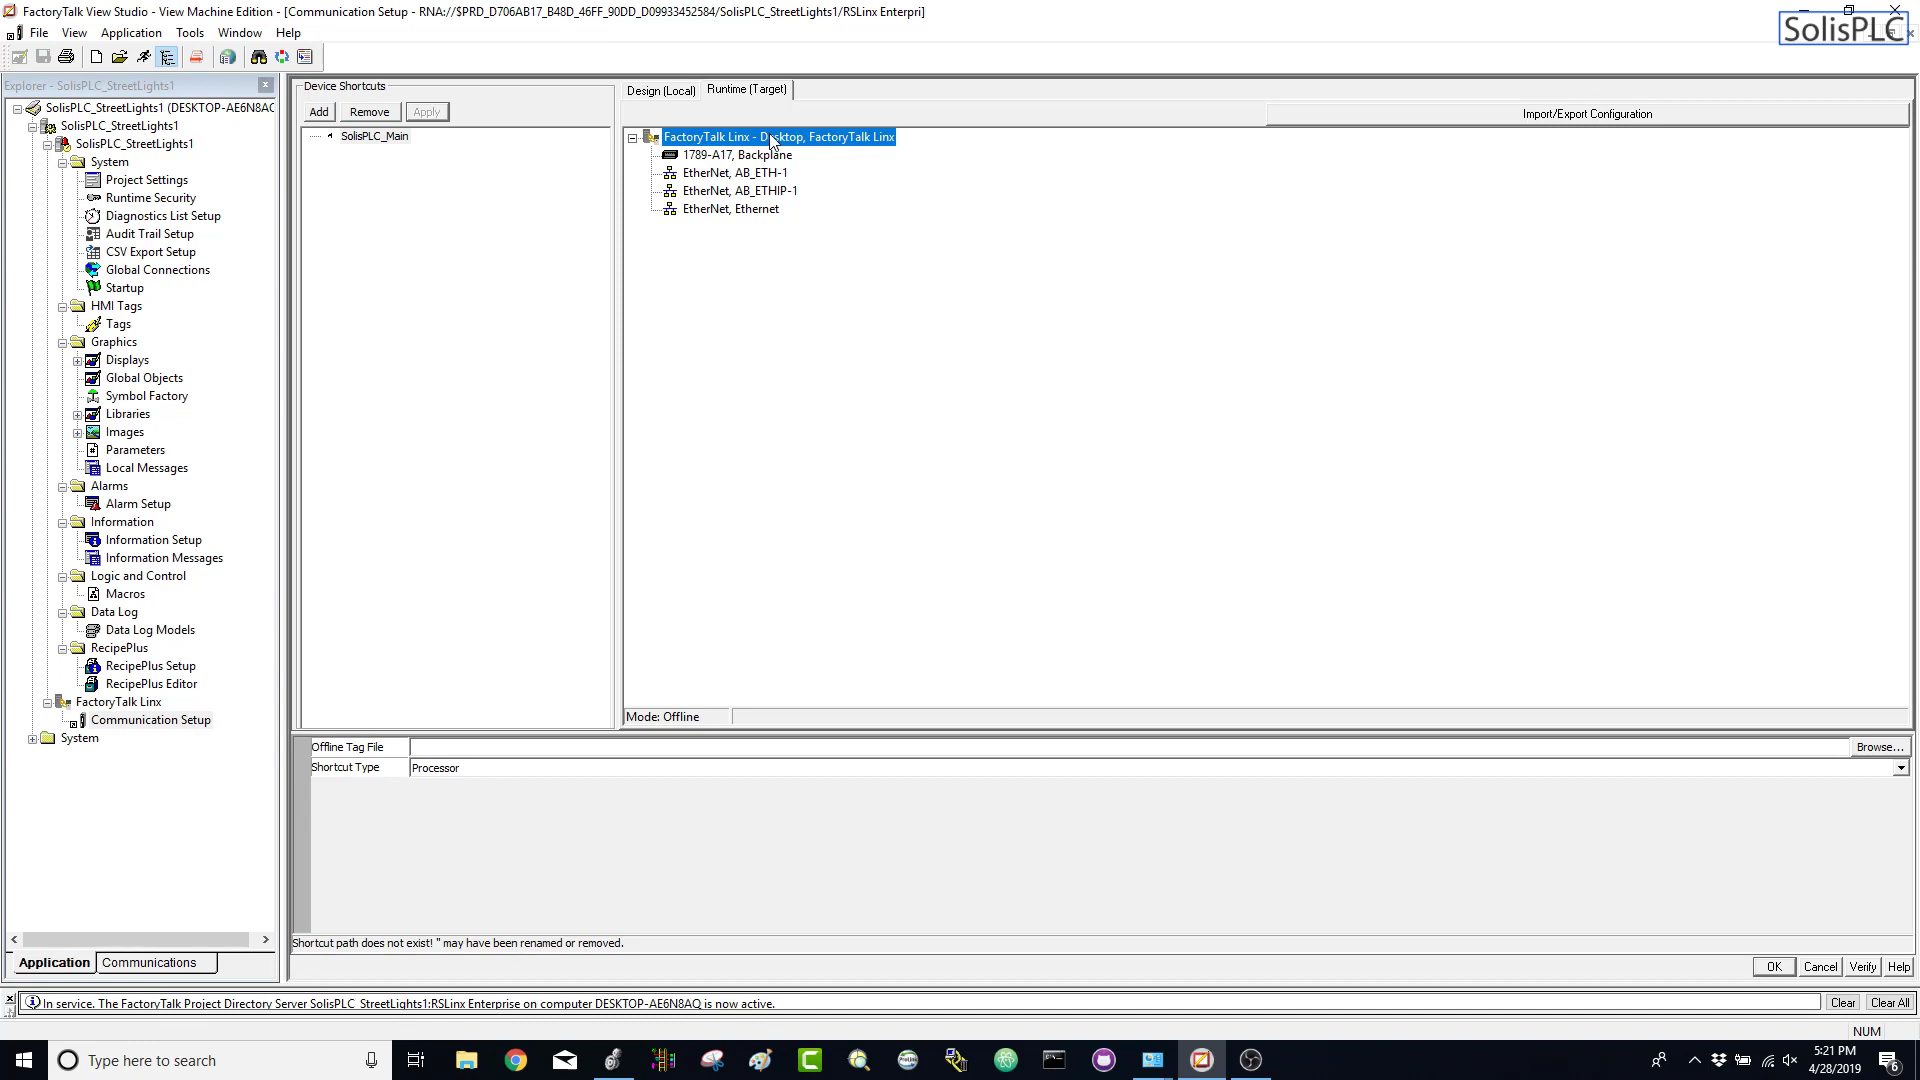 FactoryTalk View Studio - View Machine Edition - [Communication Setup - RNA://$PRD_D706AB17_B48D_46FF_90DD_D09933452584/SolisPLC_StreetLights1/RSLinx Enterpri]
SolisPLC
File View Application Tools Window Help
Explorer - SolisPLC_StreetLights1
SolisPLC_StreetLights1 (DESKTOP-AE6N8AQ
SolisPLC_StreetLights1
SolisPLC_StreetLights1
System
Project Settings
Runtime Security
Diagnostics List Setup
Audit Trail Setup
CSV Export Setup
Global Connections
Startup
HMI Tags
Tags
Graphics
Displays
Global Objects
Symbol Factory
Libraries
Images
Parameters
Local Messages
Alarms
Alarm Setup
Information
Information Setup
Information Messages
Logic and Control
Macros
Data Log
Data Log Models
RecipePlus
RecipePlus Setup
RecipePlus Editor
FactoryTalk Linx
Communication Setup
System
Application Communications
Device Shortcuts
Add Remove Apply
SolisPLC_Main
Design (Local) Runtime (Target)
Import/Export Configuration
FactoryTalk Linx - Desktop, FactoryTalk Linx
1789-A17, Backplane
EtherNet, AB_ETH-1
EtherNet, AB_ETHIP-1
EtherNet, Ethernet
Mode: Offline
Offline Tag File Browse...
Shortcut Type Processor
Shortcut path does not exist! '' may have been renamed or removed.
OK Cancel Verify Help
In service. The FactoryTalk Project Directory Server SolisPLC_StreetLights1:RSLinx Enterprise on computer DESKTOP-AE6N8AQ is now active.
Clear Clear All
NUM
Type here to search
5:21 PM
4/28/2019
6